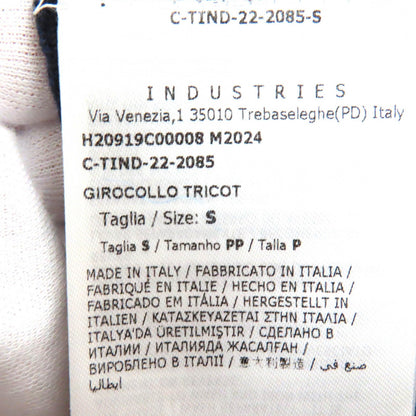 C-TIND-22-2085-S
INDUSTRIES
Via Venezia,1 35010 Trebaseleghe(PD) Italy
H20919C00008 M2024
C-TIND-22-2085
GIROCOLLO TRICOT
Taglia / Size: S
Taglia S / Tamanho PP / Talla P
MADE IN ITALY / FABBRICATO IN ITALIA /
FABRIQUÉ EN ITALIE / HECHO EN ITALIA /
FABRICADO EM ITÁLIA / HERGESTELLT IN
ITALIEN / ΚΑΤΑΣΚΕΥΑΖΕΤΑΙ ΣΤΗΝ ΙΤΑΛΙΑ /
ITALYA'DA ÜRETILMIŞTIR / СДЕЛАНО В
ИТАЛИИ / ИТАЛИЯДА ЖАСАЛҒАН /
ВИРОБЛЕНО В ІТАЛІЇ / 意大利製造 / صنع في
ايطاليا